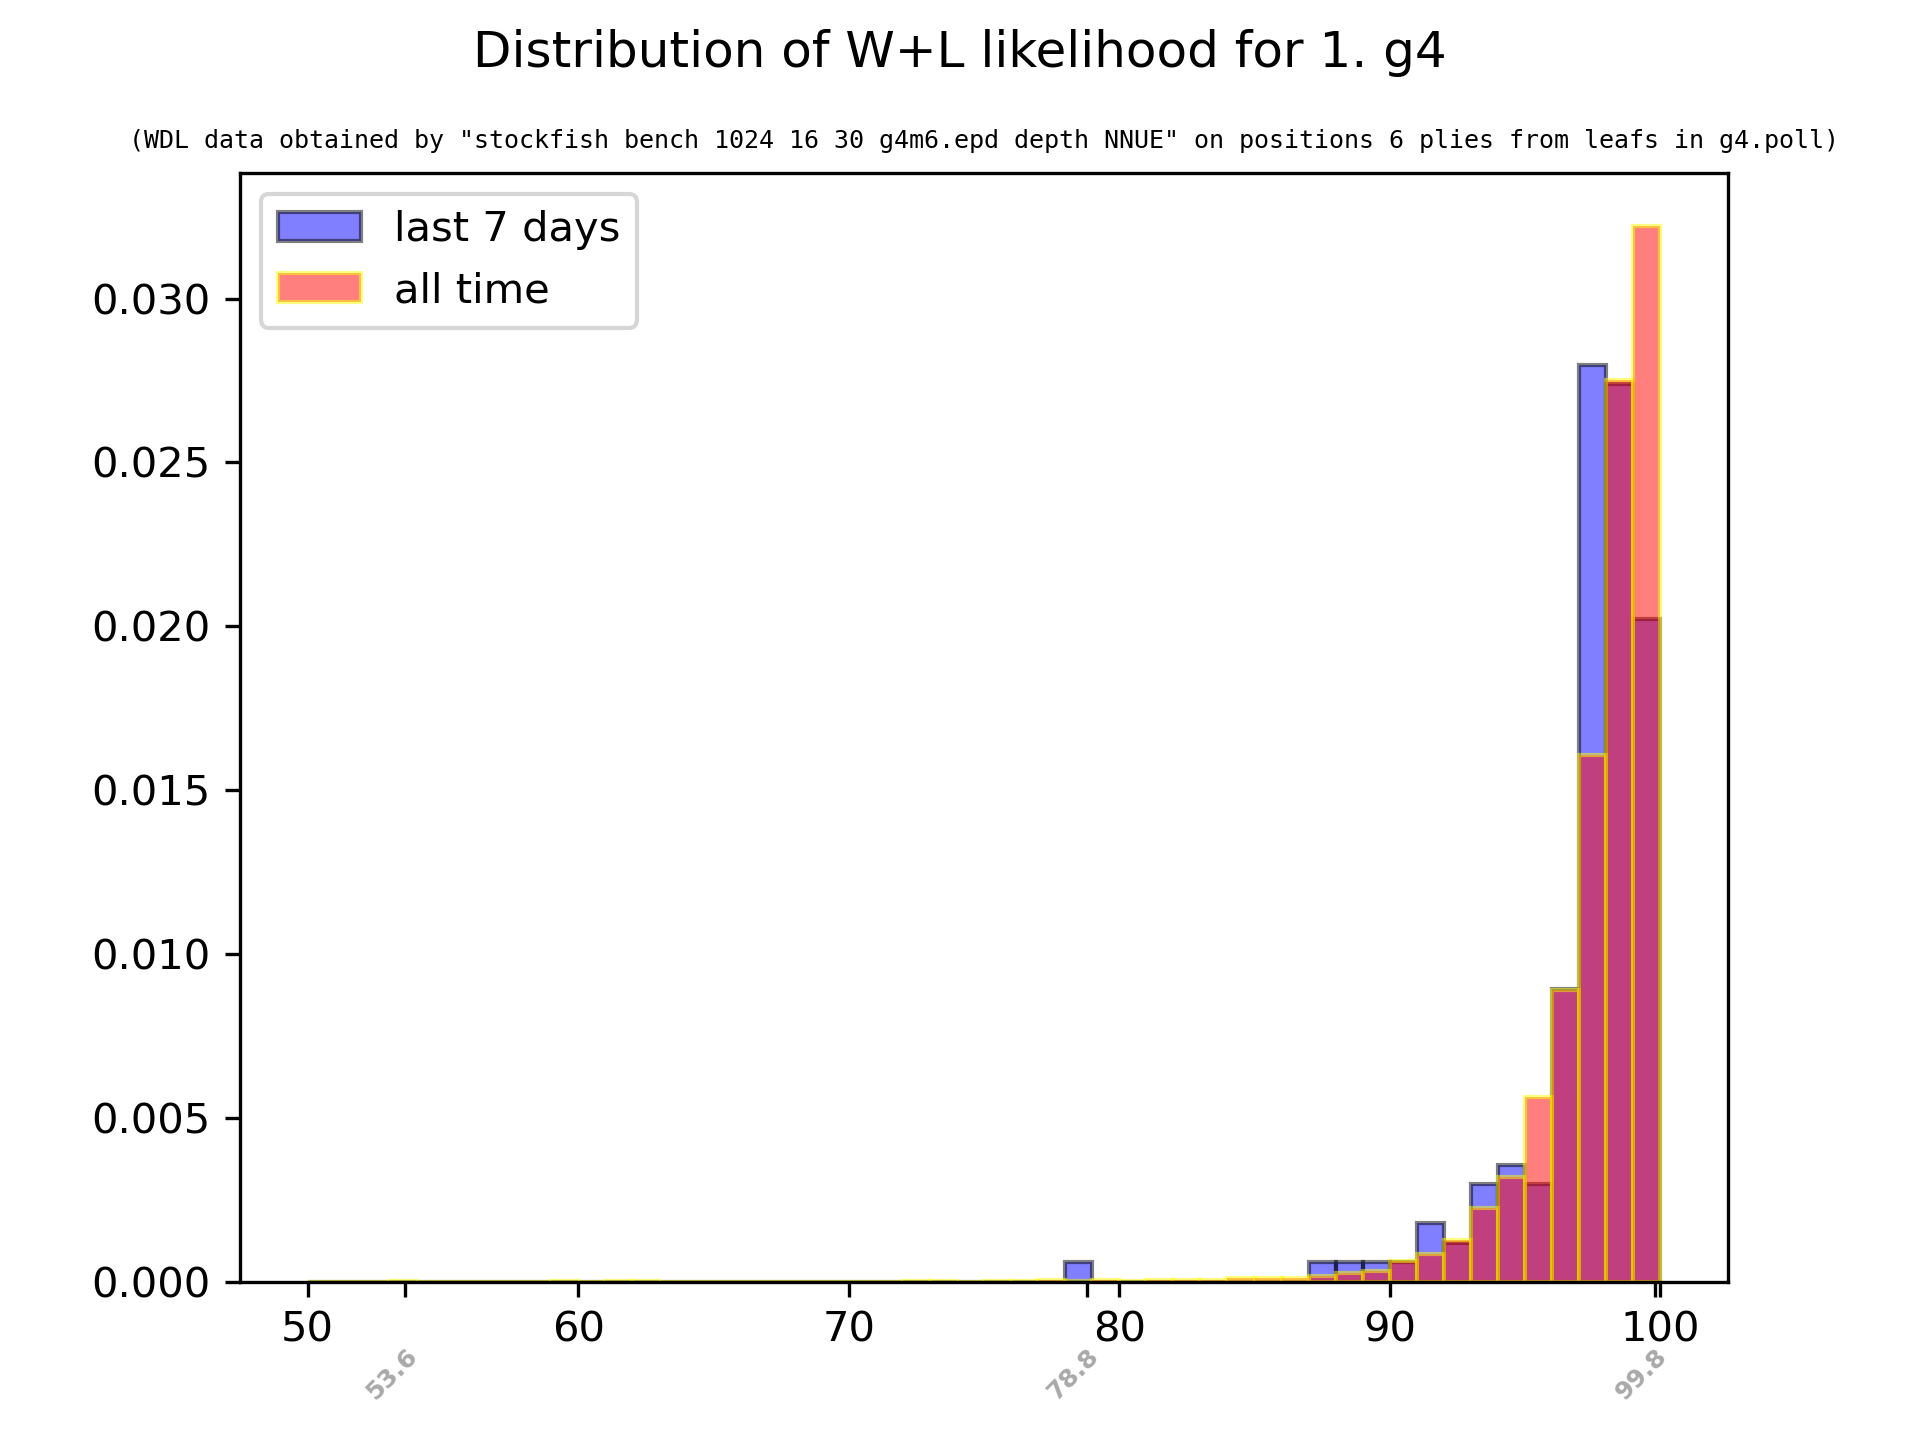 Distribution of W+L likelihood for 1. g4
(WDL data obtained by "stockfish bench 1024 16 30 g4m6.epd depth NNUE" on positions 6 plies from leafs in g4.poll)
last 7 days
all time
0.030
0.025
0.020
0.015
0.010
0.005
0.000
50 60 70 80 90 100
53.6 78.8 99.8